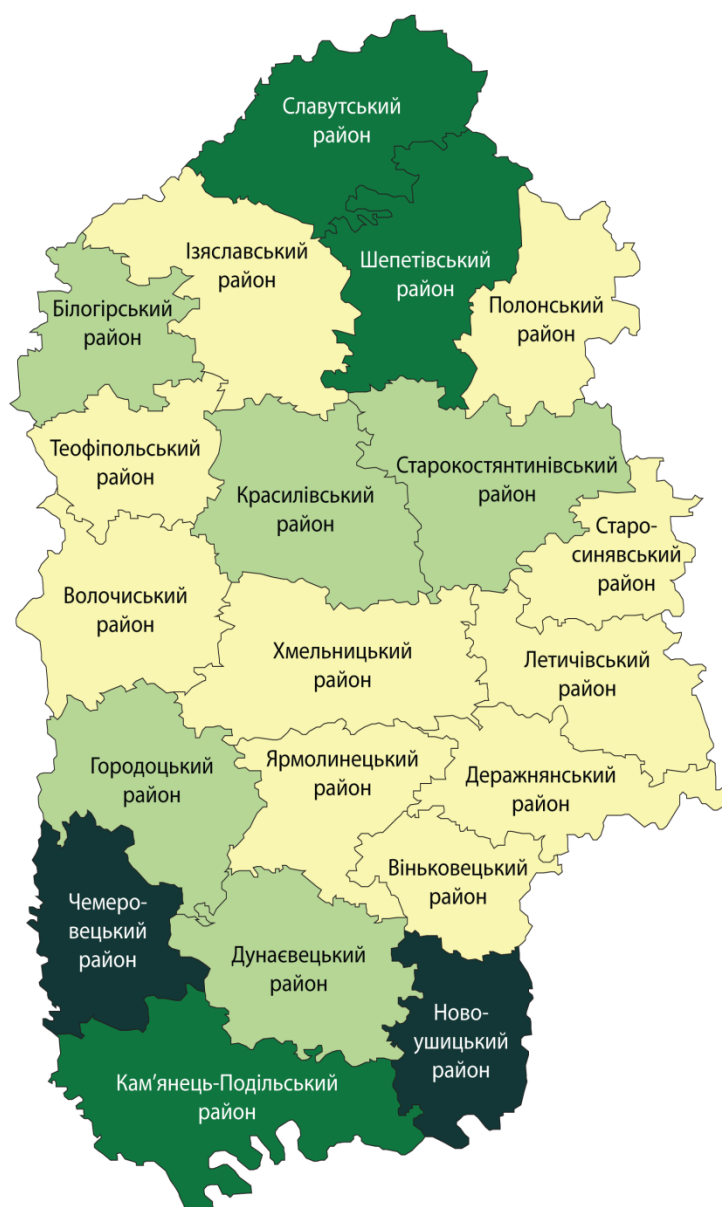 Славутський
район
Ізяславський
район
Шепетівський
район
Полонський
район
Білогірський
район
Теофіпольський
район
Красилівський
район
Старокостянтинівський
район
Старо-
синявський
район
Волочиський
район
Хмельницький
район
Летичівський
район
Городоцький
район
Ярмолинецький
район
Деражнянський
район
Віньковецький
район
Чемеро-
вецький
район
Дунаєвецький
район
Ново-
ушицький
район
Кам’янець-Подільський
район